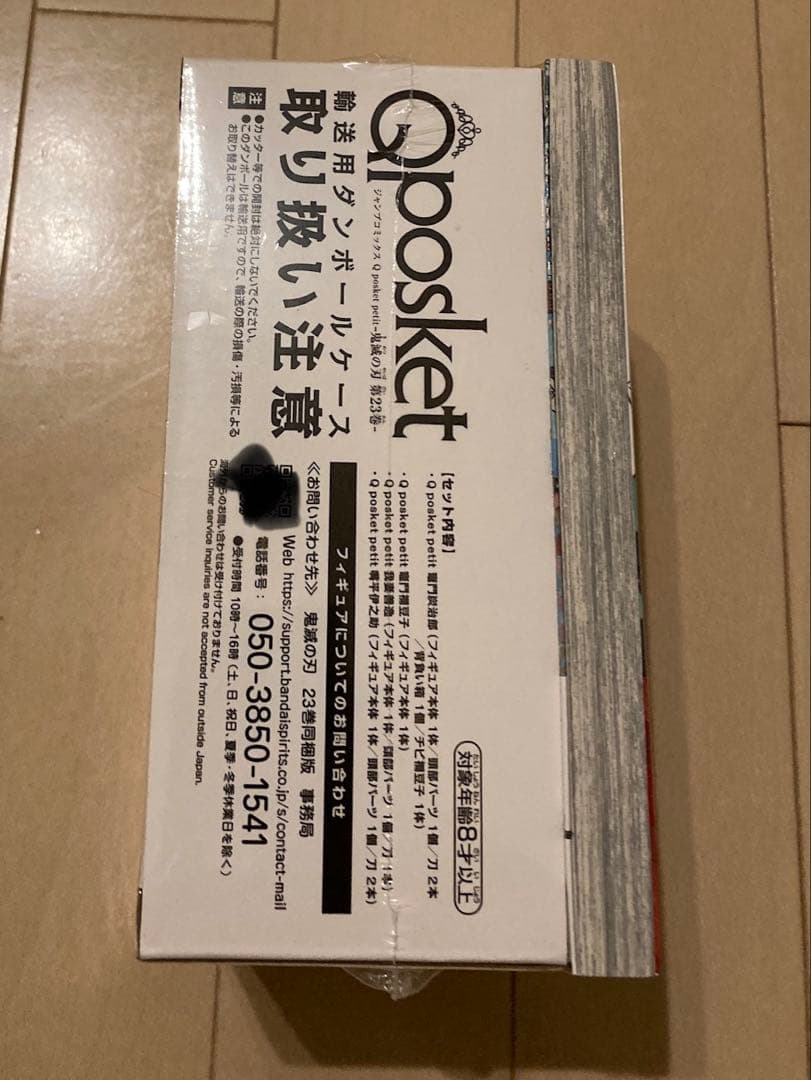 Qposket
ジャンプコミックス Q posket petit-鬼滅の刃 第23巻-
輸送用ダンボールケース
取り扱い注意
注意
●カッター等での開封は絶対にしないでください。
●このダンボールは輸送用ですので、輸送の際の損傷・汚損等による
お取り替えはできません。
対象年齢8才以上
たいしょうねんれい さいいじょう
【セット内容】
・Q posket petit 竈門炭治郎（フィギュア本体 1体／頭部パーツ 1個／刀 2本
／背負い箱 1個／チビ禰豆子 1体）
・Q posket petit 竈門禰豆子（フィギュア本体 1体）
・Q posket petit 我妻善逸（フィギュア本体 1体／頭部パーツ 1個／刀 1本）
・Q posket petit 嘴平伊之助（フィギュア本体 1体／頭部パーツ 1個／刀 2本）
フィギュアについてのお問い合わせ
≪お問い合わせ先≫ 鬼滅の刃 23巻同梱版 事務局
Web https://support.bandaispirits.co.jp/s/contact-mail
電話番号： 050-3850-1541
●受付時間 10時～16時（土、日、祝日、夏季・冬季休業日を除く）
海外からのお問い合わせは受け付けておりません。
Customer service inquiries are not accepted from outside Japan.